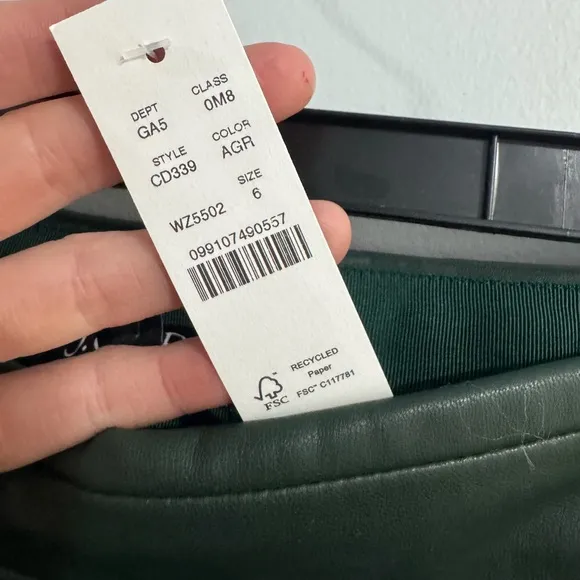 DEPT CLASS
GA5 0M8
STYLE COLOR
CD339 AGR
SIZE
WZ5502 6
099107490557
RECYCLED
Paper
FSC
FSC™ C117781